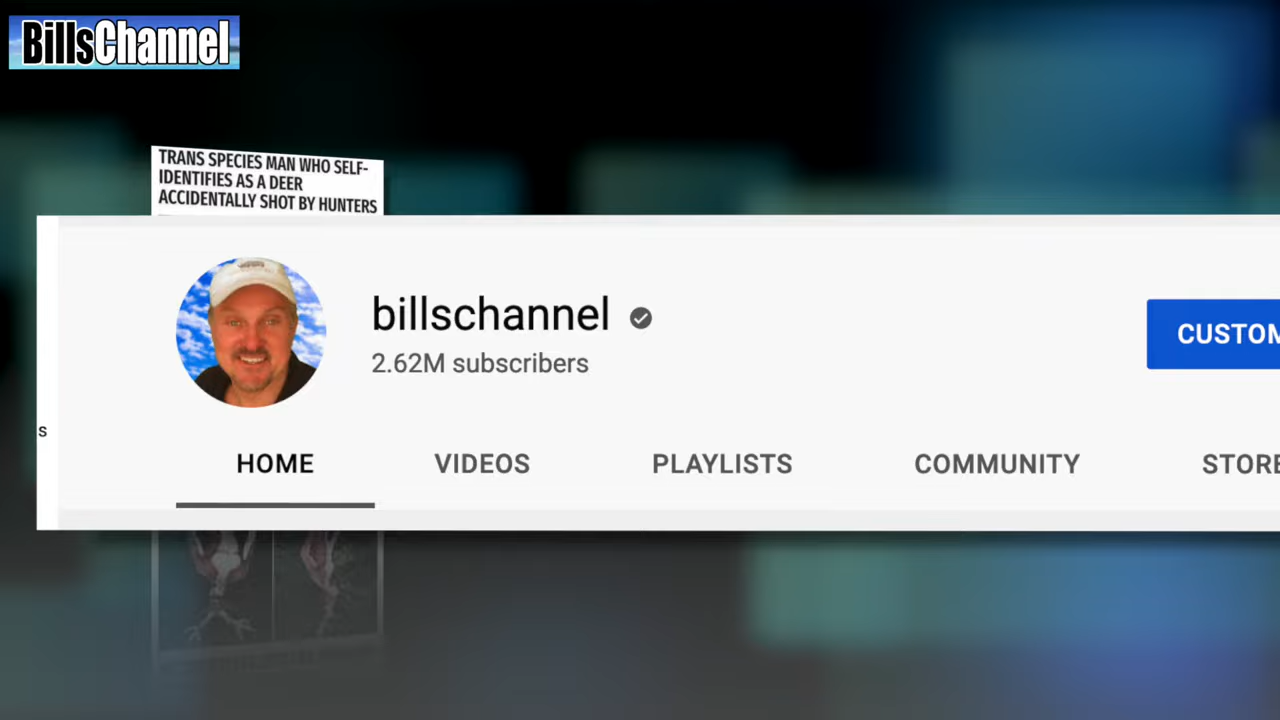 BillsChannel
TRANS SPECIES MAN WHO SELF-
IDENTIFIES AS A DEER
ACCIDENTALLY SHOT BY HUNTERS
billschannel
2.62M subscribers
CUSTOM
s
HOME VIDEOS PLAYLISTS COMMUNITY STORE